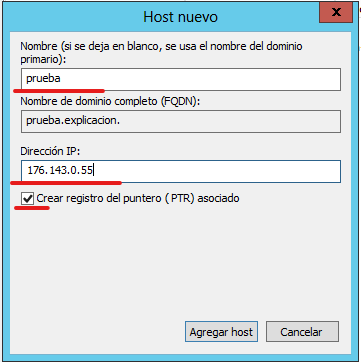 Host nuevo
x
Nombre (si se deja en blanco, se usa el nombre del dominio
primario):
prueba
Nombre de dominio completo (FQDN):
prueba.explicacion.
Dirección IP:
176.143.0.55
Crear registro del puntero (PTR) asociado
Agregar host
Cancelar